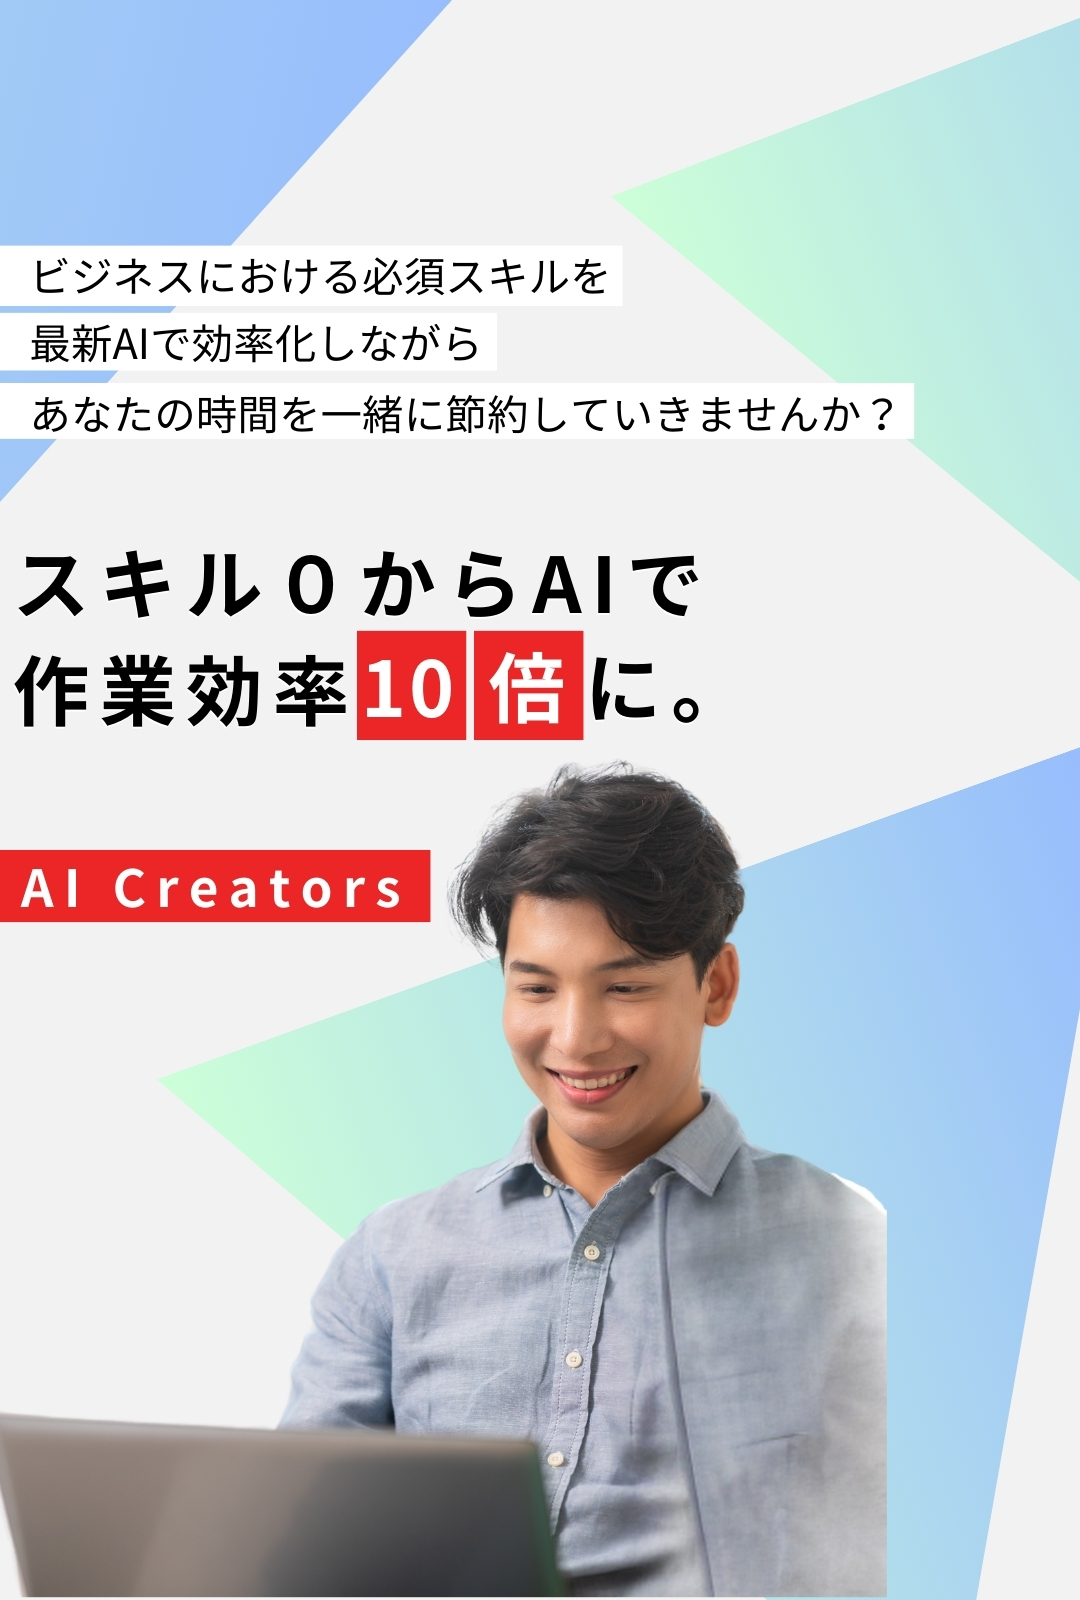 ビジネスにおける必須スキルを
最新AIで効率化しながら
あなたの時間を一緒に節約していきませんか？
スキル０からAIで
作業効率10倍に。
AI Creators